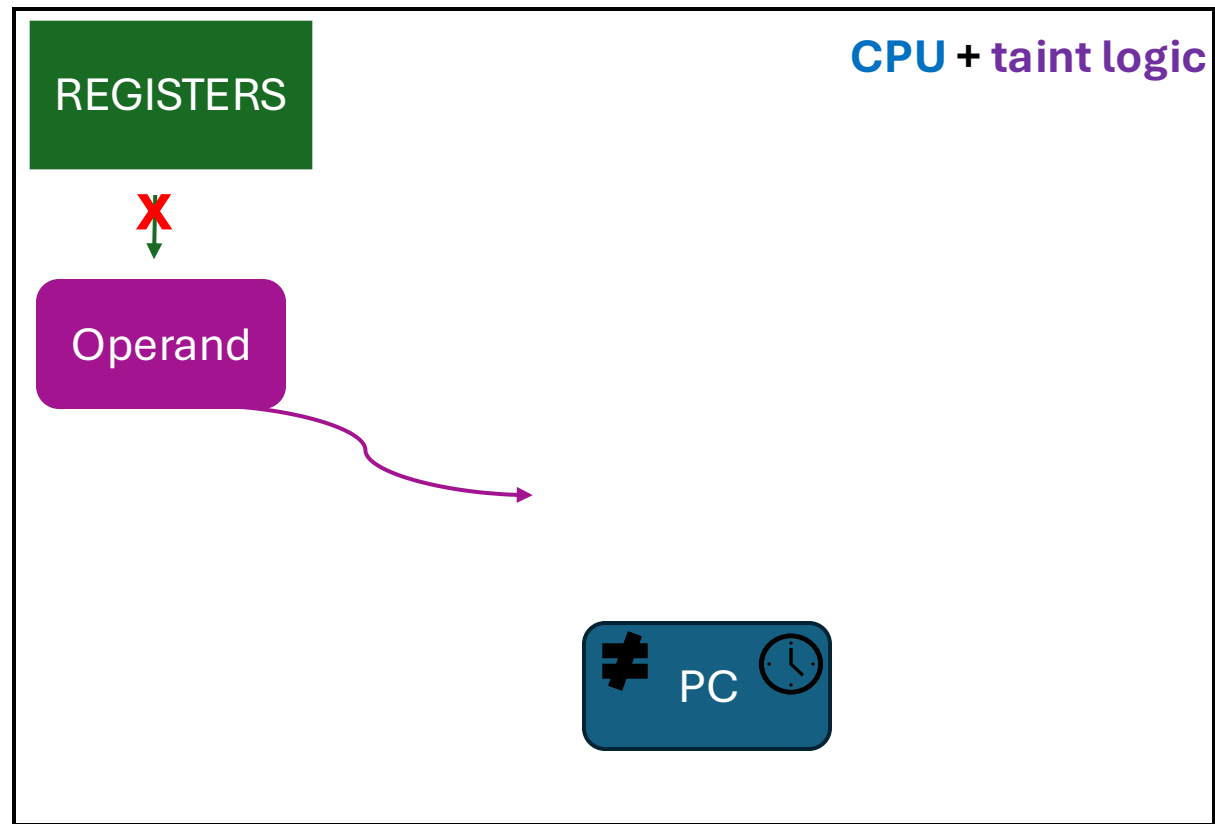 REGISTERS
CPU + taint logic
X
Operand
≠
PC